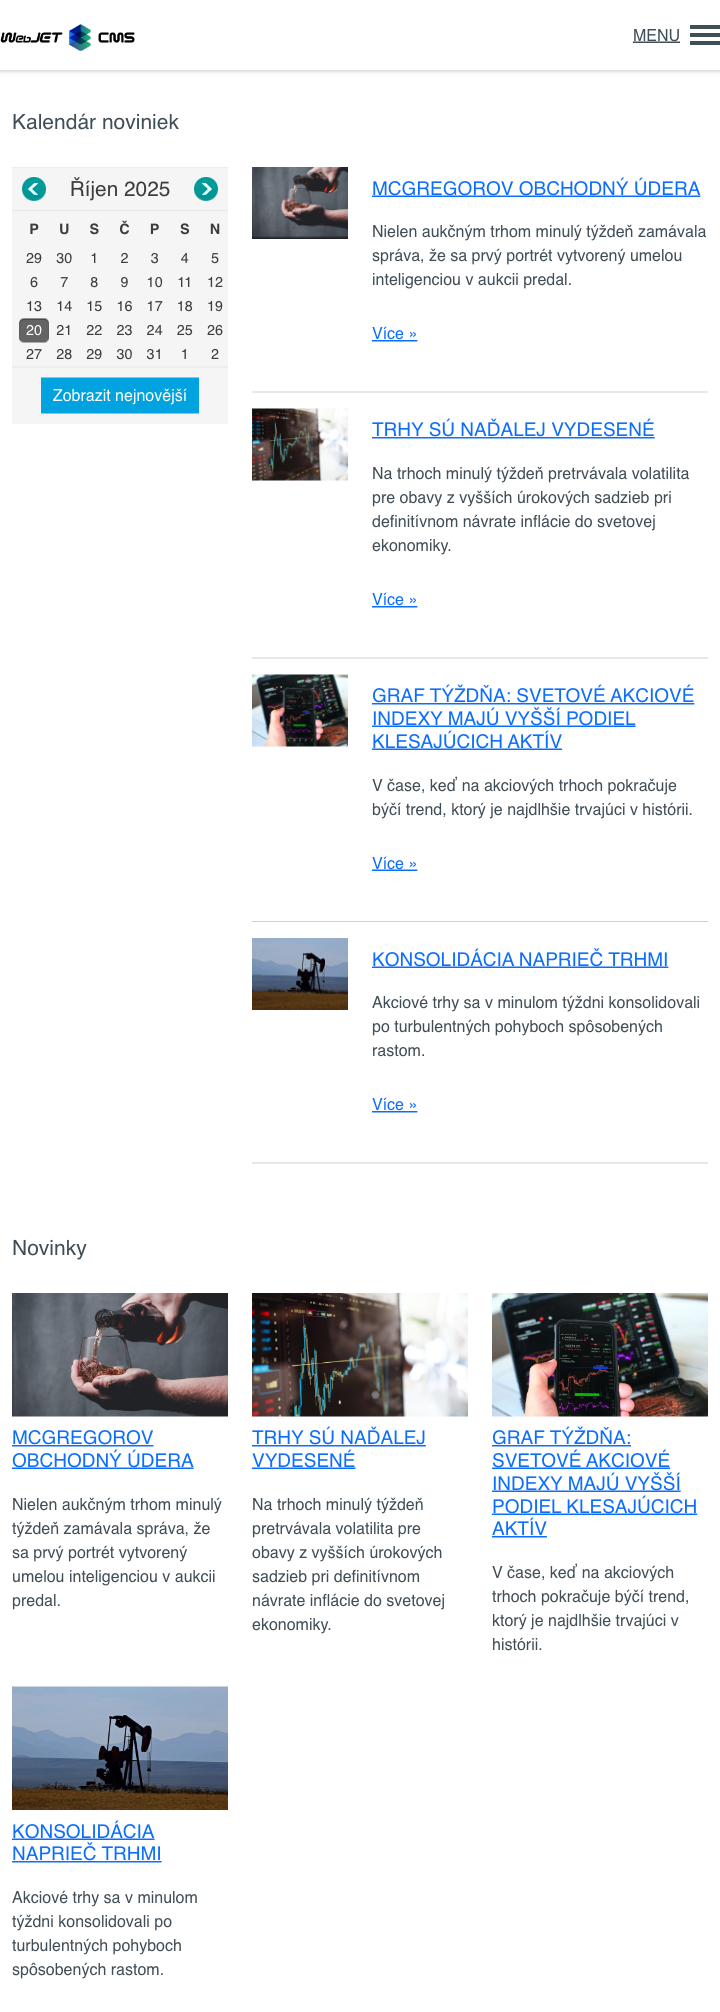 WebJET CMS
MENU
Kalendár noviniek
Říjen 2025
P U S Č P S N
29 30 1 2 3 4 5
6 7 8 9 10 11 12
13 14 15 16 17 18 19
20 21 22 23 24 25 26
27 28 29 30 31 1 2
Zobrazit nejnovější
MCGREGOROV OBCHODNÝ ÚDERA
Nielen aukčným trhom minulý týždeň zamávala
správa, že sa prvý portrét vytvorený umelou
inteligenciou v aukcii predal.
Více »
TRHY SÚ NAĎALEJ VYDESENÉ
Na trhoch minulý týždeň pretrvávala volatilita
pre obavy z vyšších úrokových sadzieb pri
definitívnom návrate inflácie do svetovej
ekonomiky.
Více »
GRAF TÝŽDŇA: SVETOVÉ AKCIOVÉ
INDEXY MAJÚ VYŠŠÍ PODIEL
KLESAJÚCICH AKTÍV
V čase, keď na akciových trhoch pokračuje
býčí trend, ktorý je najdlhšie trvajúci v histórii.
Více »
KONSOLIDÁCIA NAPRIEČ TRHMI
Akciové trhy sa v minulom týždni konsolidovali
po turbulentných pohyboch spôsobených
rastom.
Více »
Novinky
MCGREGOROV
OBCHODNÝ ÚDERA
Nielen aukčným trhom minulý
týždeň zamávala správa, že
sa prvý portrét vytvorený
umelou inteligenciou v aukcii
predal.
TRHY SÚ NAĎALEJ
VYDESENÉ
Na trhoch minulý týždeň
pretrvávala volatilita pre
obavy z vyšších úrokových
sadzieb pri definitívnom
návrate inflácie do svetovej
ekonomiky.
GRAF TÝŽDŇA:
SVETOVÉ AKCIOVÉ
INDEXY MAJÚ VYŠŠÍ
PODIEL KLESAJÚCICH
AKTÍV
V čase, keď na akciových
trhoch pokračuje býčí trend,
ktorý je najdlhšie trvajúci v
histórii.
KONSOLIDÁCIA
NAPRIEČ TRHMI
Akciové trhy sa v minulom
týždni konsolidovali po
turbulentných pohyboch
spôsobených rastom.